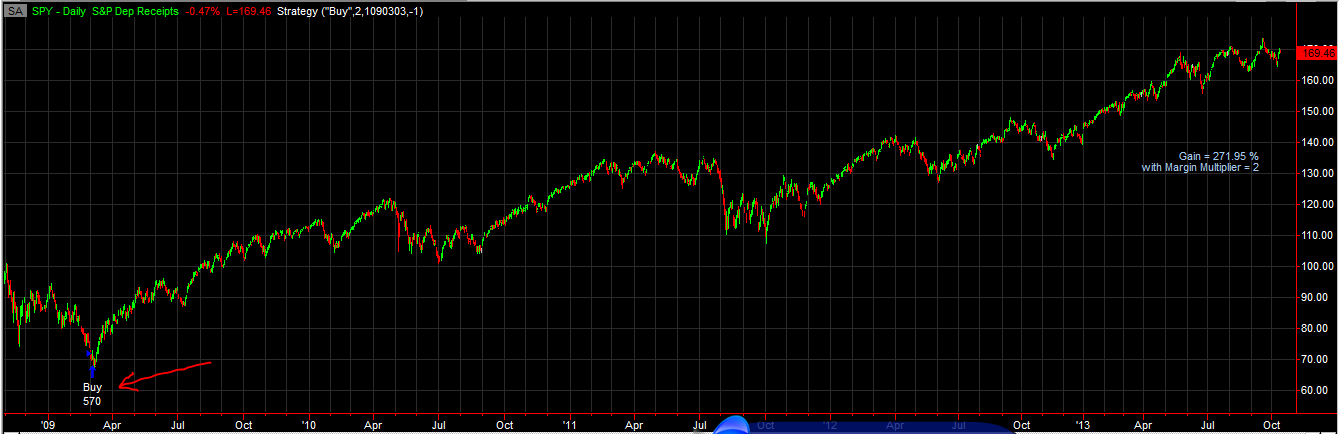 SA SPY - Daily S&P Dep Receipts -0.47% L=169.46 Strategy ("Buy",2,1090303,-1)
169.46
160.00
150.00
Gain = 271.95 %
with Margin Multiplier = 2
140.00
130.00
120.00
110.00
100.00
90.00
80.00
70.00
60.00
Buy
570
'09 Apr Jul Oct '10 Apr Jul Oct '11 Apr Jul Oct '12 Apr Jul Oct '13 Apr Jul Oct